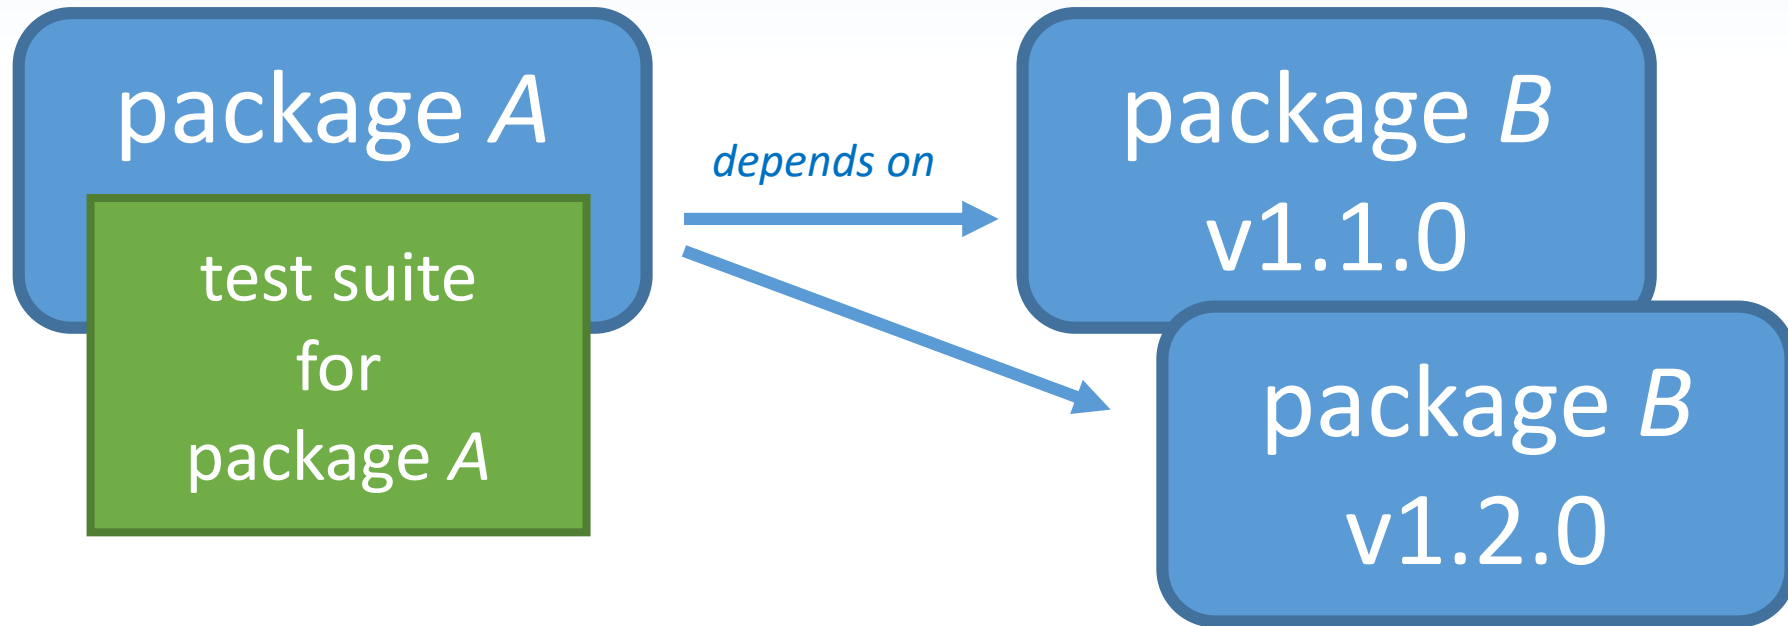 package A
test suite
for
package A
depends on
package B
v1.1.0
package B
v1.2.0